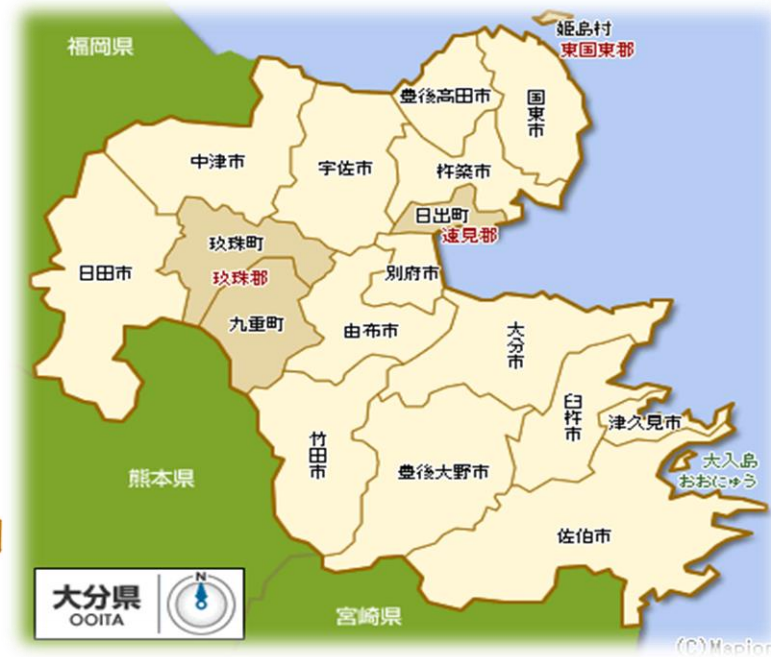 福岡県
姫島村
東国東郡
豊後高田市
国東市
中津市
宇佐市
杵築市
日出町
速見郡
玖珠町
玖珠郡
日田市
別府市
九重町
由布市
大分市
臼杵市
津久見市
竹田市
豊後大野市
大入島
おおにゅう
熊本県
佐伯市
大分県
OOITA
N
宮崎県
(C)Mapion